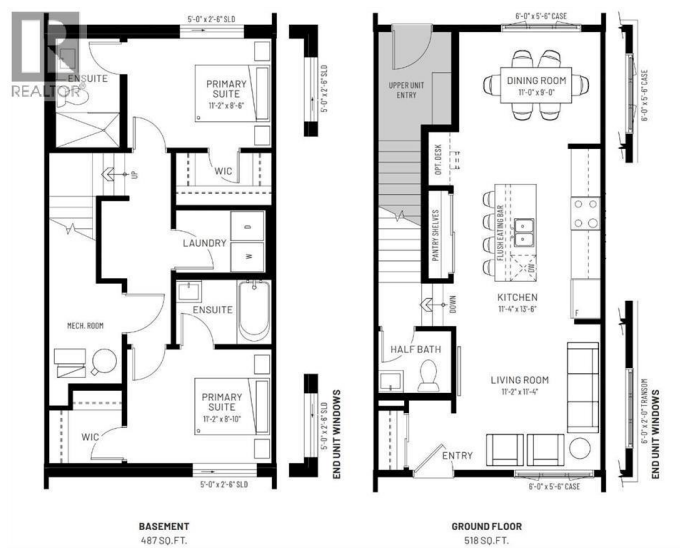 5'-0" x 2'-6" SLD
R
REALTOR®
ENSUITE
PRIMARY
SUITE
11'-2" x 8'-6"
5'-0" x 2'-6" SLD
WIC
UP
LAUNDRY
D
W
MECH. ROOM
ENSUITE
PRIMARY
SUITE
11'-2" x 8'-10"
WIC
5'-0" x 2'-6" SLD
5'-0" x 2'-6" SLD
END UNIT WINDOWS
BASEMENT
487 SQ.FT.
6'-0" x 5'-6" CASE
UPPER UNIT
ENTRY
DINING ROOM
11'-0" x 9'-0"
6'-0" x 5'-6" CASE
OPT. DESK
PANTRY SHELVES
FLUSH EATING BAR
DW
KITCHEN
11'-4" x 13'-6"
F
DOWN
HALF BATH
LIVING ROOM
11'-2" x 11'-4"
ENTRY
6'-0" x 2'-0" TRANSOM
6'-0" x 5'-6" CASE
END UNIT WINDOWS
GROUND FLOOR
518 SQ.FT.